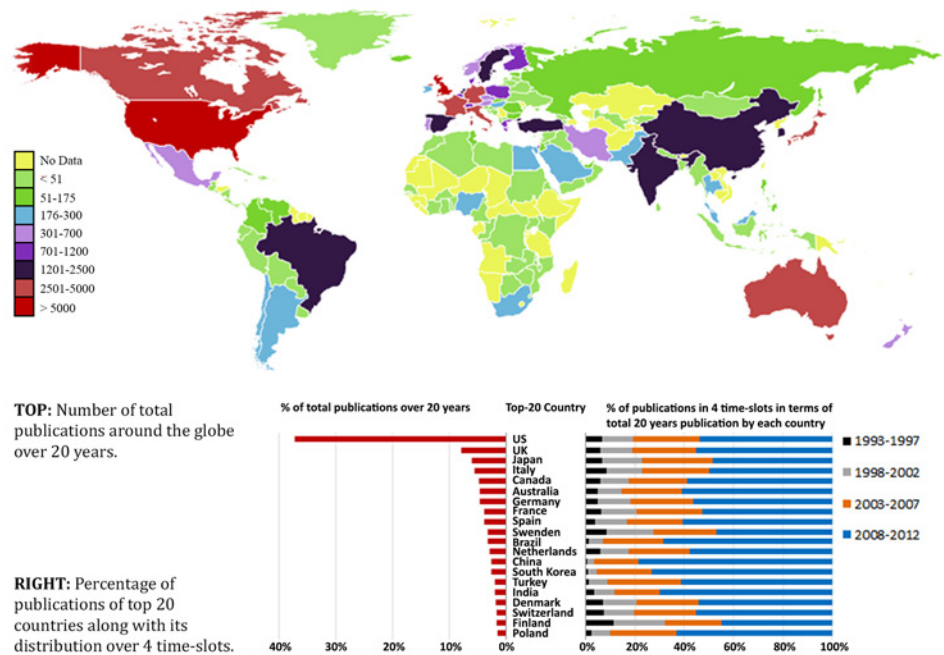 No Data
< 51
51-175
176-300
301-700
701-1200
1201-2500
2501-5000
> 5000
TOP: Number of total
publications around the globe
over 20 years.
RIGHT: Percentage of
publications of top 20
countries along with its
distribution over 4 time-slots.
% of total publications over 20 years
Top-20 Country
% of publications in 4 time-slots in terms of
total 20 years publication by each country
US
UK
Japan
Italy
Canada
Australia
Germany
France
Spain
Swenden
Brazil
Netherlands
China
South Korea
Turkey
India
Denmark
Switzerland
Finland
Poland
40% 20% 0%
0% 20% 40% 60% 80% 100%
1993-1997
1998-2002
2003-2007
2008-2012